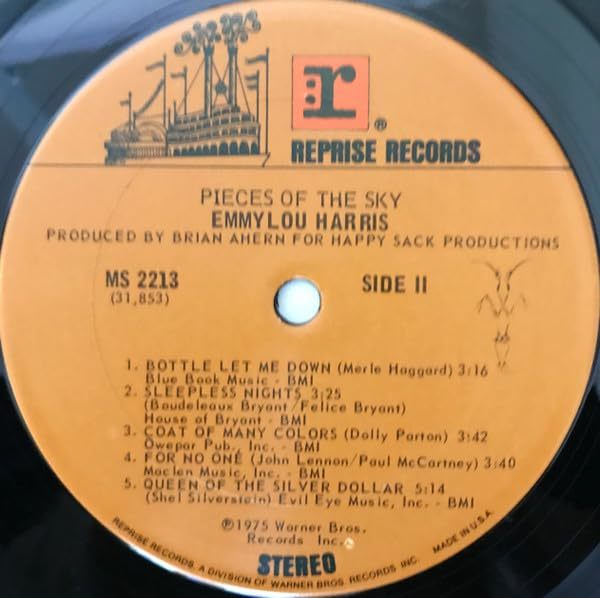 r ®
REPRISE RECORDS
PIECES OF THE SKY
EMMYLOU HARRIS
PRODUCED BY BRIAN AHERN FOR HAPPY SACK PRODUCTIONS
MS 2213
(31,853)
SIDE II
1. BOTTLE LET ME DOWN (Merle Haggard) 3:16
Blue Book Music - BMI
2. SLEEPLESS NIGHTS 3:25
(Boudeleaux Bryant/Felice Bryant)
House of Bryant - BMI
3. COAT OF MANY COLORS (Dolly Parton) 3:42
Owepar Pub., Inc. - BMI
4. FOR NO ONE (John Lennon/Paul McCartney) 3:40
Maclen Music, Inc. - BMI
5. QUEEN OF THE SILVER DOLLAR 5:14
(Shel Silverstein) Evil Eye Music, Inc. - BMI
℗1975 Warner Bros.
Records Inc.
STEREO
REPRISE RECORDS, A DIVISION OF WARNER BROS. RECORDS INC. MADE IN U.S.A.